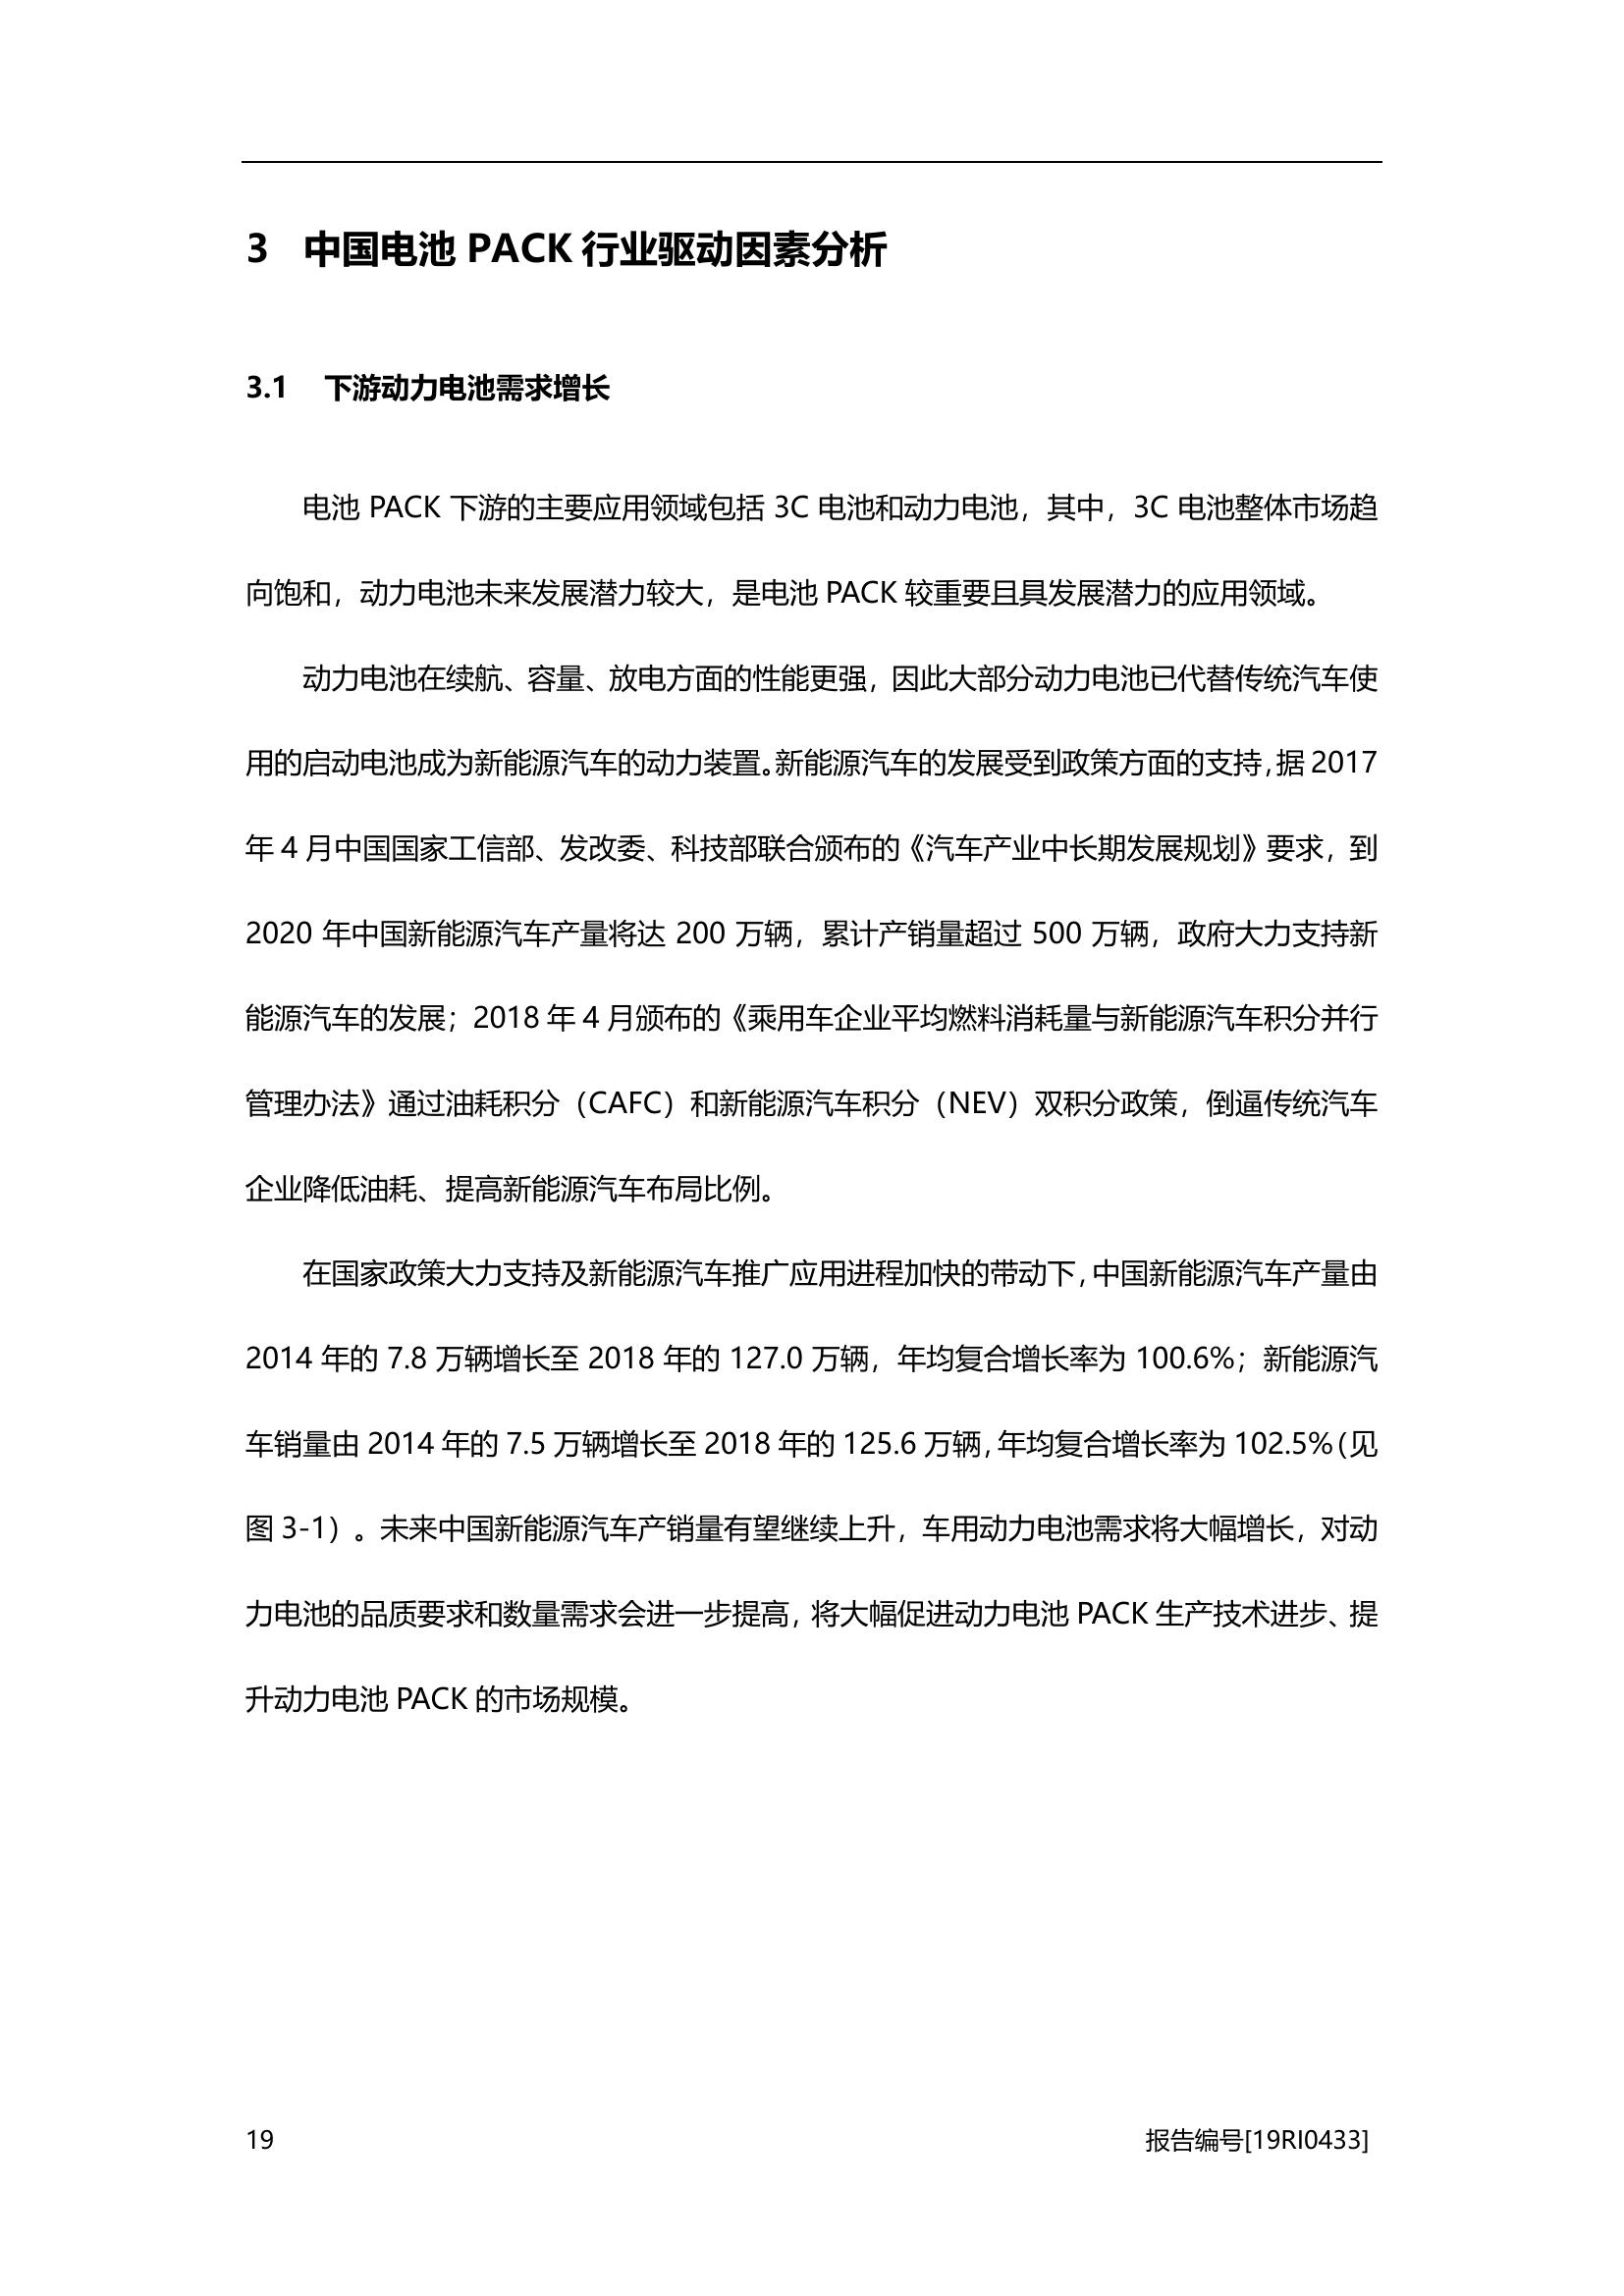 3 中国电池 PACK 行业驱动因素分析
3.1 下游动力电池需求增长
电池 PACK 下游的主要应用领域包括 3C 电池和动力电池，其中，3C 电池整体市场趋
向饱和，动力电池未来发展潜力较大，是电池 PACK 较重要且具发展潜力的应用领域。
动力电池在续航、容量、放电方面的性能更强，因此大部分动力电池已代替传统汽车使
用的启动电池成为新能源汽车的动力装置。新能源汽车的发展受到政策方面的支持，据 2017
年 4 月中国国家工信部、发改委、科技部联合颁布的《汽车产业中长期发展规划》要求，到
2020 年中国新能源汽车产量将达 200 万辆，累计产销量超过 500 万辆，政府大力支持新
能源汽车的发展；2018 年 4 月颁布的《乘用车企业平均燃料消耗量与新能源汽车积分并行
管理办法》通过油耗积分（CAFC）和新能源汽车积分（NEV）双积分政策，倒逼传统汽车
企业降低油耗、提高新能源汽车布局比例。
在国家政策大力支持及新能源汽车推广应用进程加快的带动下，中国新能源汽车产量由
2014 年的 7.8 万辆增长至 2018 年的 127.0 万辆，年均复合增长率为 100.6%；新能源汽
车销量由 2014 年的 7.5 万辆增长至 2018 年的 125.6 万辆，年均复合增长率为 102.5%（见
图 3-1）。未来中国新能源汽车产销量有望继续上升，车用动力电池需求将大幅增长，对动
力电池的品质要求和数量需求会进一步提高，将大幅促进动力电池 PACK 生产技术进步、提
升动力电池 PACK 的市场规模。
19 报告编号[19RI0433]